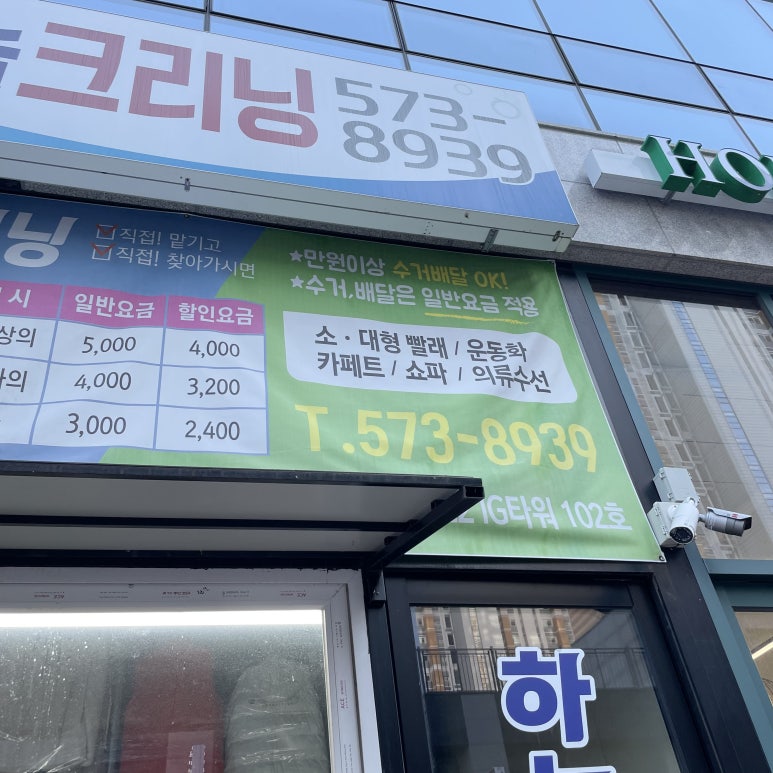 크리닝 573-
8939
HO
닝
직접! 맡기고
직접! 찾아가시면
시 일반요금 할인요금
상의 5,000 4,000
의 4,000 3,200
3,000 2,400
★만원이상 수거배달 OK!
★수거,배달은 일반요금 적용
소·대형 빨래 / 운동화
카페트 / 쇼파 / 의류수선
T.573-8939
IG타워 102호
하